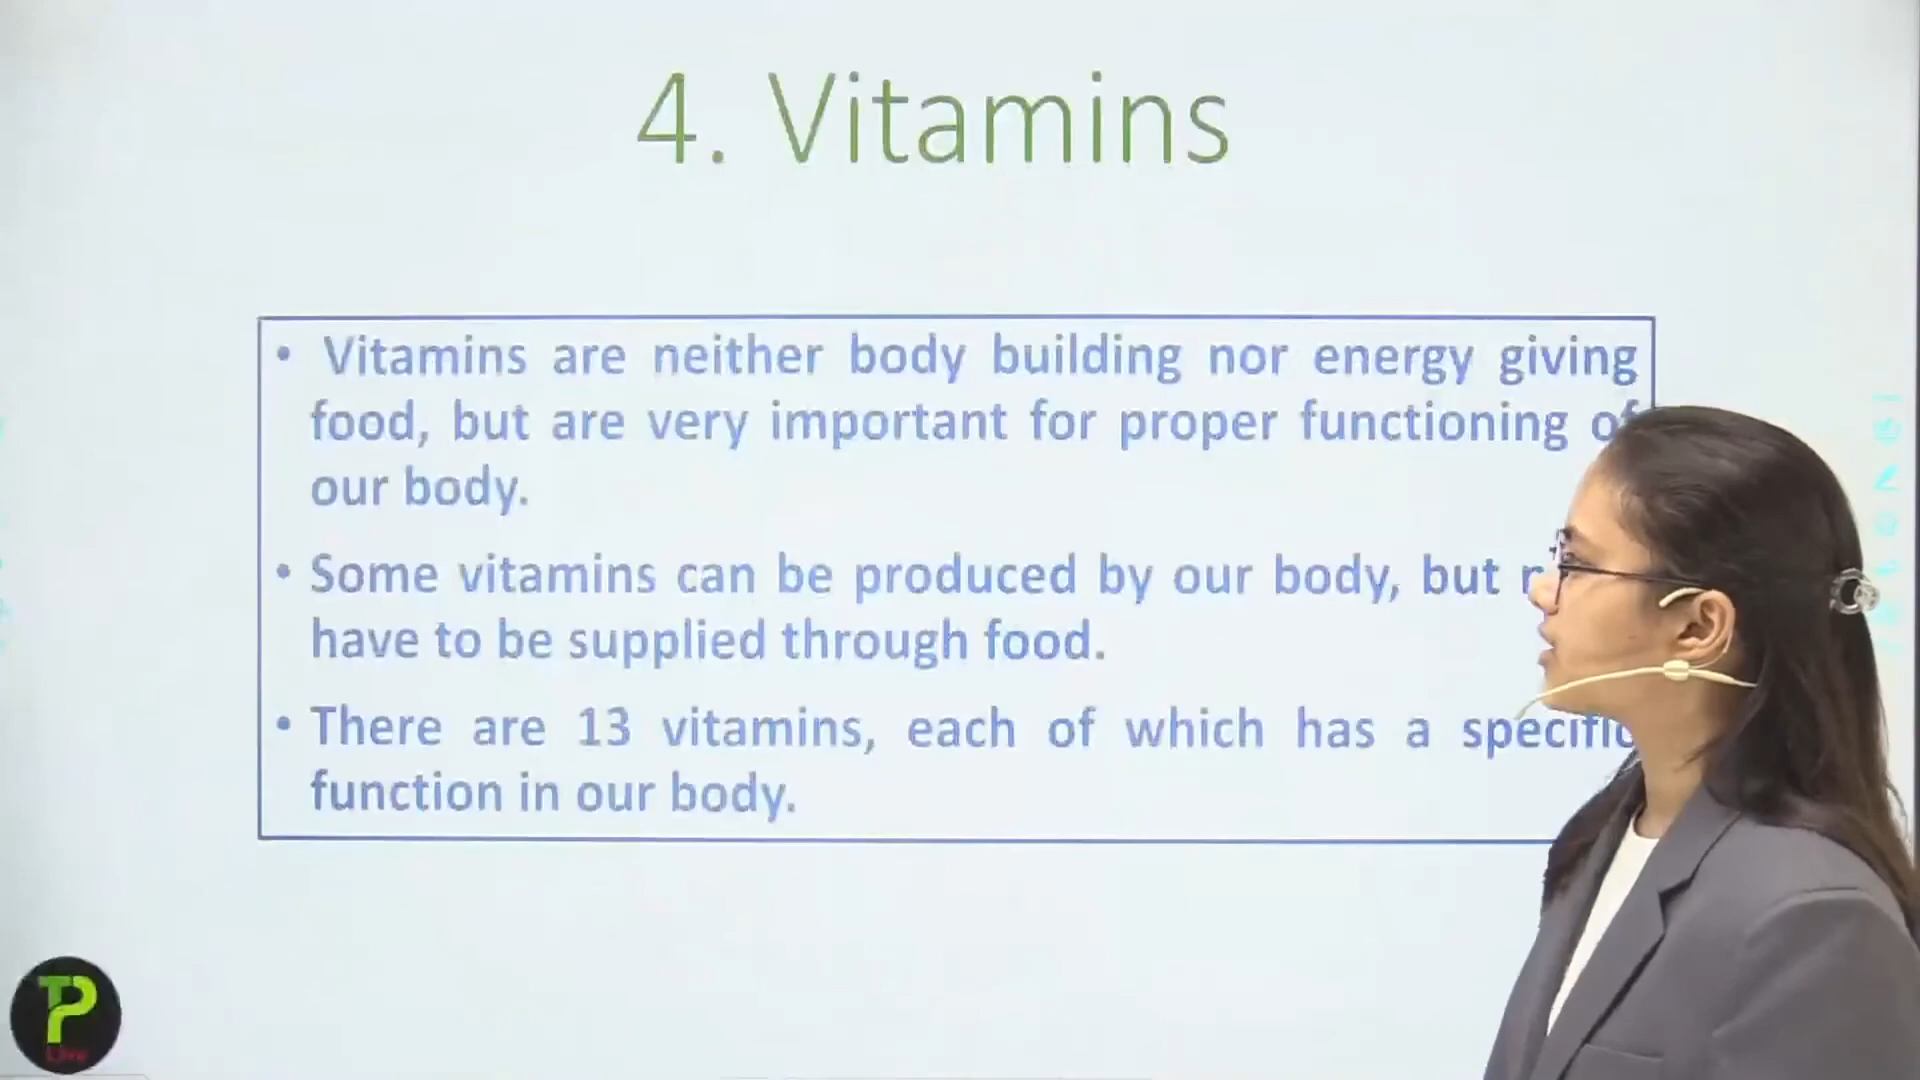 4. Vitamins
• Vitamins are neither body building nor energy giving
food, but are very important for proper functioning of
our body.
• Some vitamins can be produced by our body, but
have to be supplied through food.
• There are 13 vitamins, each of which has a specific
function in our body.
TP
Live